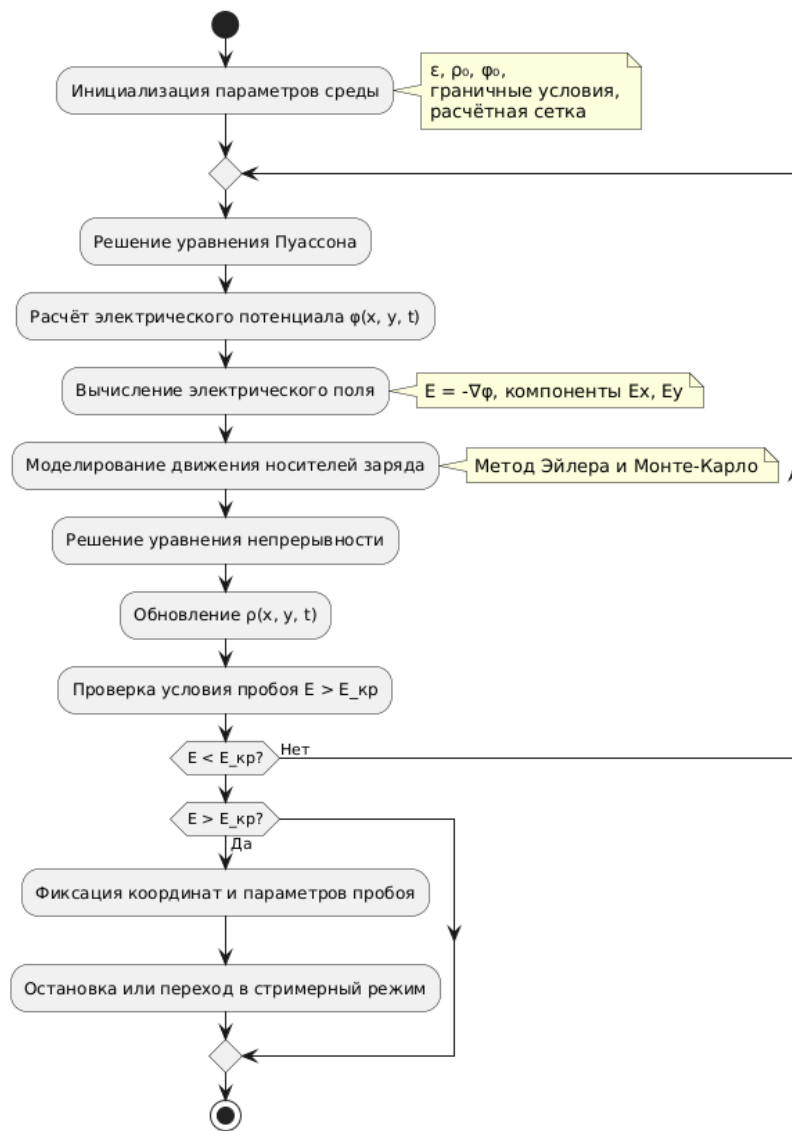 Инициализация параметров среды
ε, ρ₀, φ₀,
граничные условия,
расчётная сетка
Решение уравнения Пуассона
Расчёт электрического потенциала φ(x, y, t)
Вычисление электрического поля
E = -∇φ, компоненты Ex, Ey
Моделирование движения носителей заряда
Метод Эйлера и Монте-Карло
Решение уравнения непрерывности
Обновление ρ(x, y, t)
Проверка условия пробоя E > E_кр
E < E_кр?
Нет
E > E_кр?
Да
Фиксация координат и параметров пробоя
Остановка или переход в стримерный режим